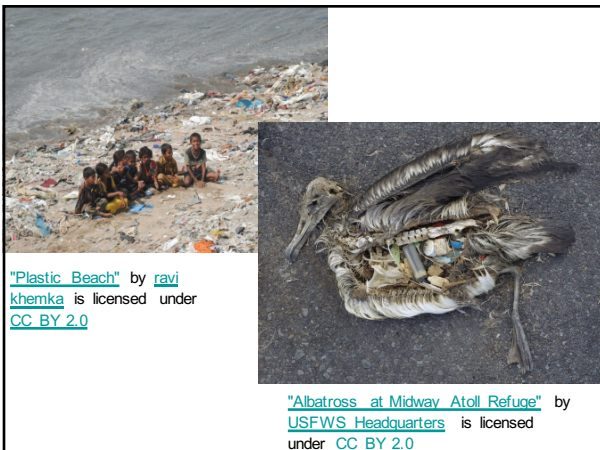 "Plastic Beach" by ravi
khemka is licensed under
CC BY 2.0
"Albatross at Midway Atoll Refuge" by
USFWS Headquarters is licensed
under CC BY 2.0